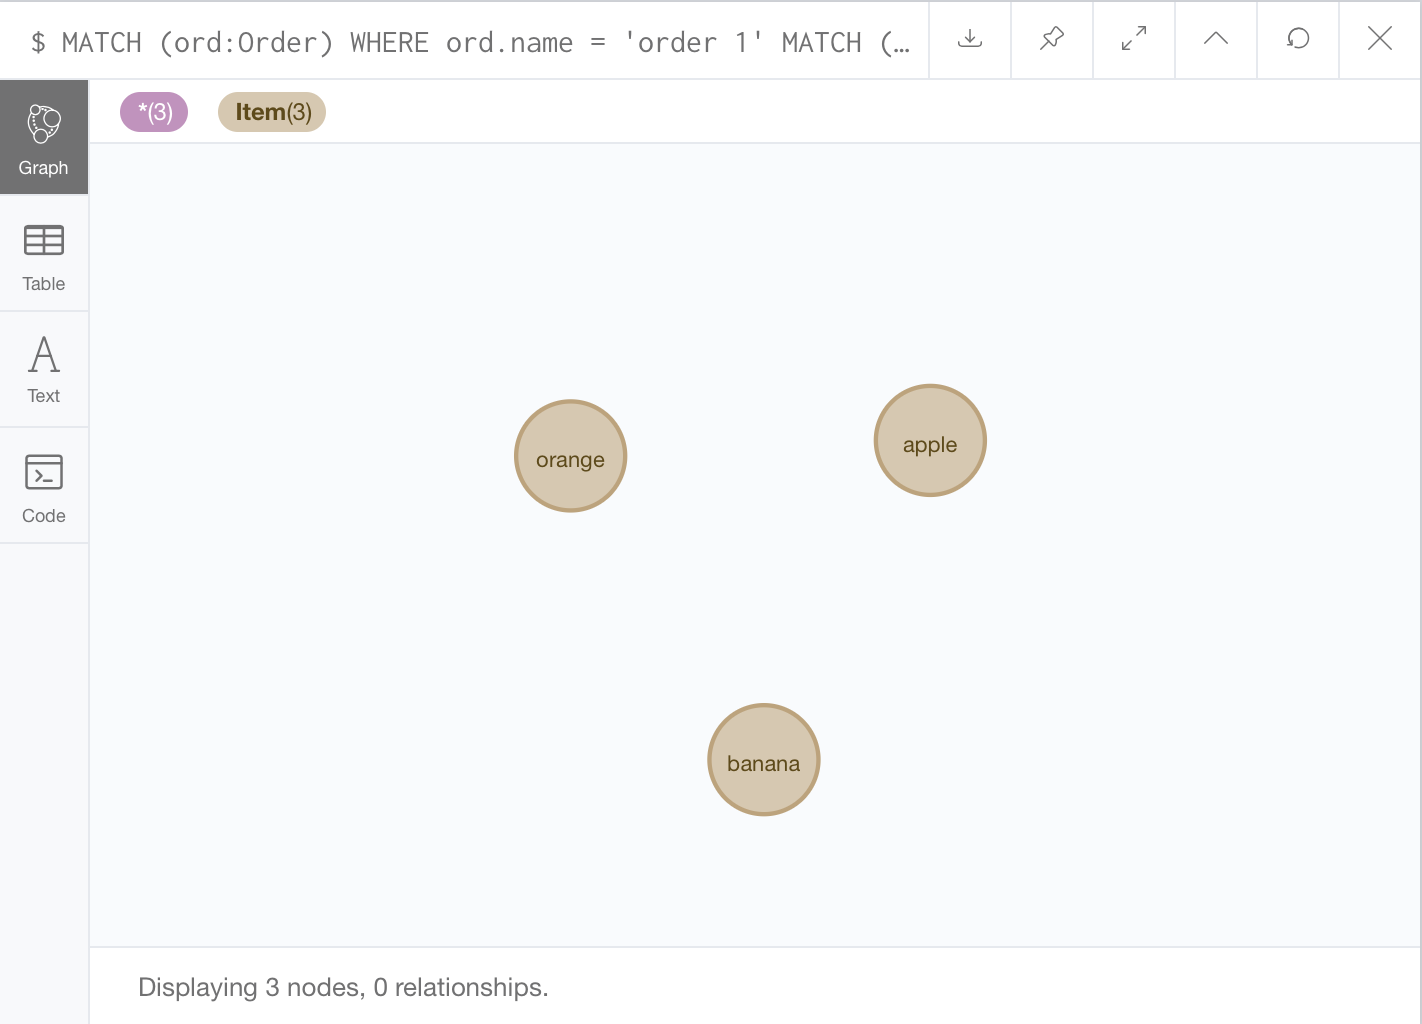 $ MATCH (ord:Order) WHERE ord.name = 'order 1' MATCH (…
*(3) Item(3)
Graph
Table
Text
Code
orange
apple
banana
Displaying 3 nodes, 0 relationships.